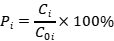 P_i = C_i / C_{0i} × 100%